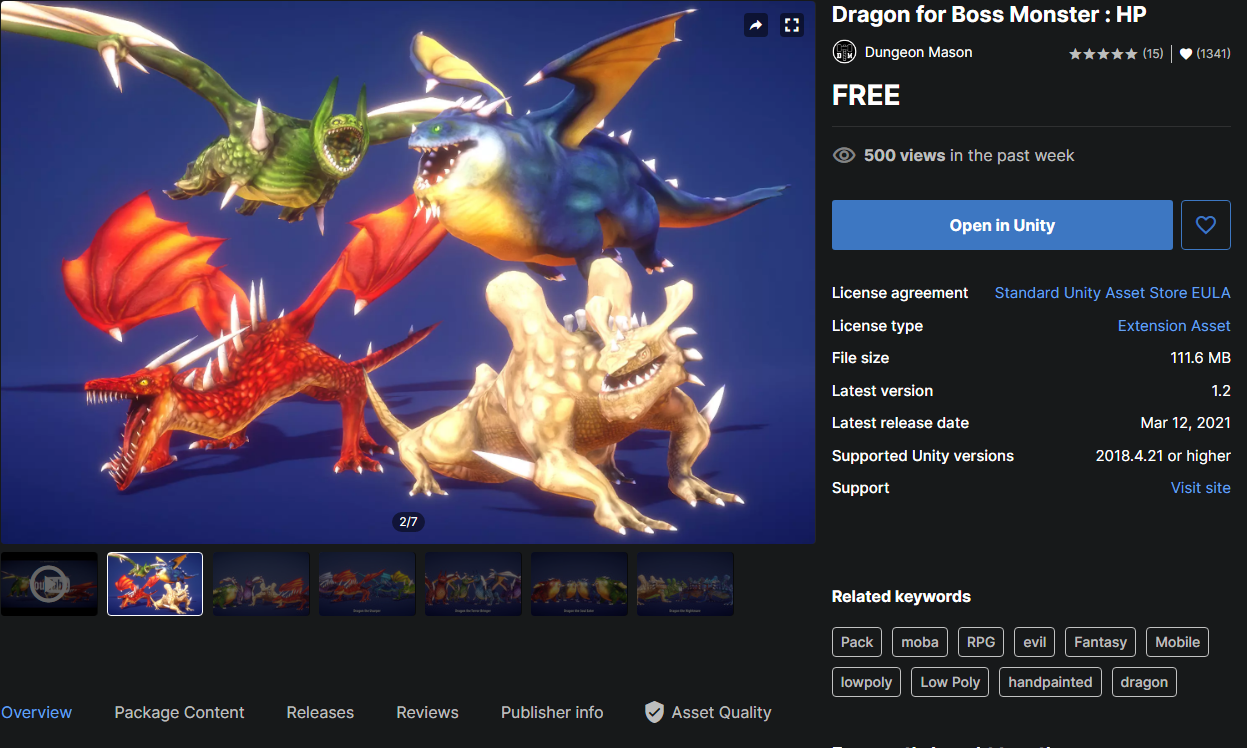 Dragon for Boss Monster : HP
Dungeon Mason
(15)
(1341)
FREE
500 views in the past week
Open in Unity
License agreement Standard Unity Asset Store EULA
License type Extension Asset
File size 111.6 MB
Latest version 1.2
Latest release date Mar 12, 2021
Supported Unity versions 2018.4.21 or higher
Support Visit site
2/7
Related keywords
Pack moba RPG evil Fantasy Mobile
lowpoly Low Poly handpainted dragon
Overview Package Content Releases Reviews Publisher info Asset Quality